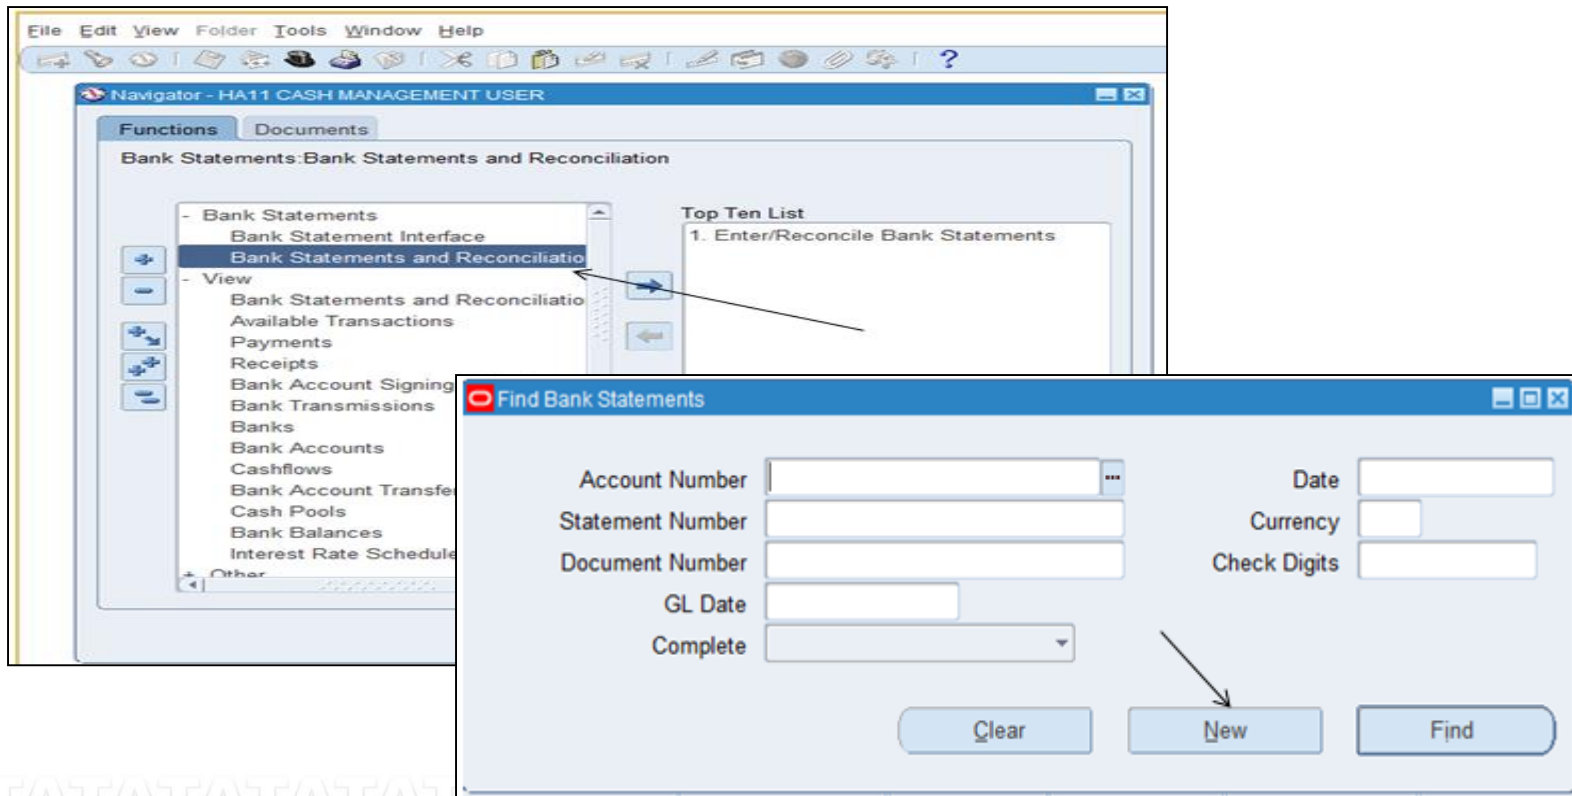 File Edit View Folder Tools Window Help
Navigator - HA11 CASH MANAGEMENT USER
Functions Documents
Bank Statements:Bank Statements and Reconciliation
- Bank Statements
Bank Statement Interface
Bank Statements and Reconciliatio
- View
Bank Statements and Reconciliatio
Available Transactions
Payments
Receipts
Bank Account Signing
Bank Transmissions
Banks
Bank Accounts
Cashflows
Bank Account Transfe
Cash Pools
Bank Balances
Interest Rate Schedule
+ Other
Top Ten List
1. Enter/Reconcile Bank Statements
Find Bank Statements
Account Number
Statement Number
Document Number
GL Date
Complete
Date
Currency
Check Digits
Clear
New
Find